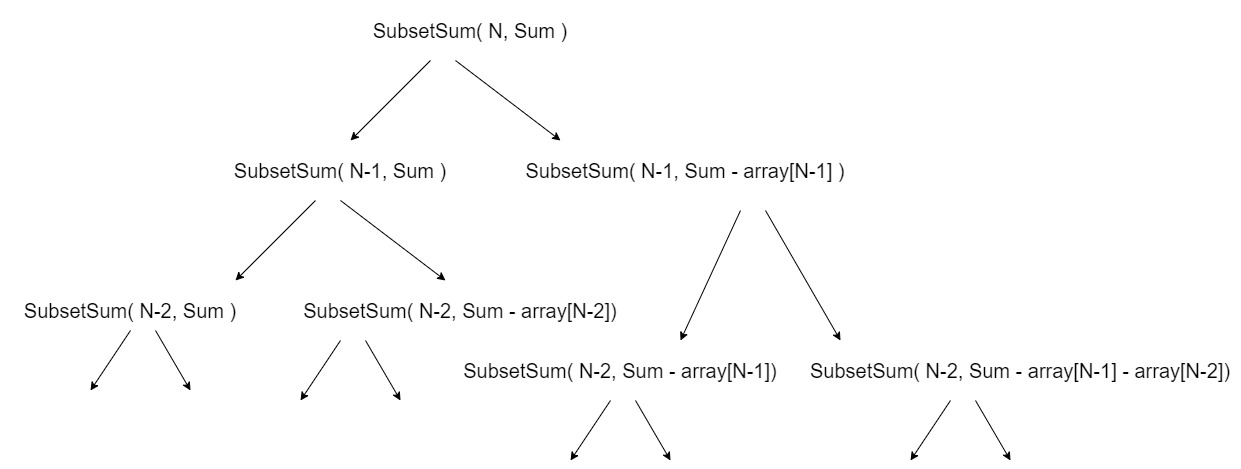 SubsetSum( N, Sum )
SubsetSum( N-1, Sum )
SubsetSum( N-1, Sum - array[N-1] )
SubsetSum( N-2, Sum )
SubsetSum( N-2, Sum - array[N-2])
SubsetSum( N-2, Sum - array[N-1])
SubsetSum( N-2, Sum - array[N-1] - array[N-2])